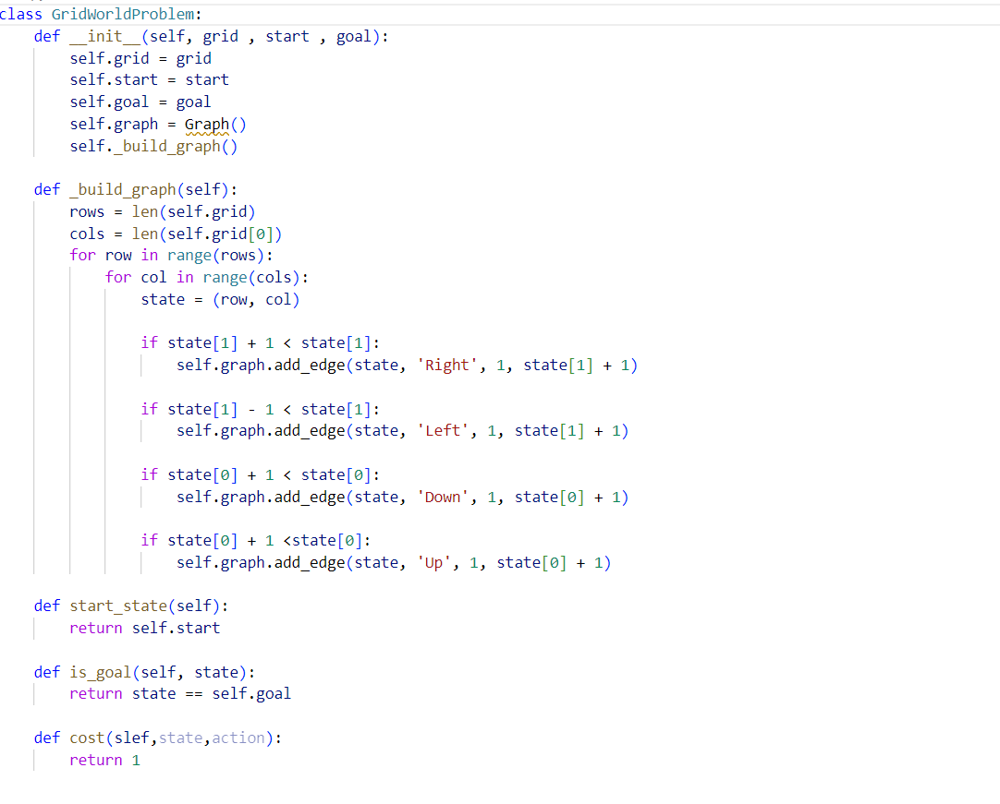 class GridWorldProblem:
    def __init__(self, grid , start , goal):
        self.grid = grid
        self.start = start
        self.goal = goal
        self.graph = Graph()
        self._build_graph()

    def _build_graph(self):
        rows = len(self.grid)
        cols = len(self.grid[0])
        for row in range(rows):
            for col in range(cols):
                state = (row, col)

                if state[1] + 1 < state[1]:
                    self.graph.add_edge(state, 'Right', 1, state[1] + 1)

                if state[1] - 1 < state[1]:
                    self.graph.add_edge(state, 'Left', 1, state[1] + 1)

                if state[0] + 1 < state[0]:
                    self.graph.add_edge(state, 'Down', 1, state[0] + 1)

                if state[0] + 1 <state[0]:
                    self.graph.add_edge(state, 'Up', 1, state[0] + 1)

    def start_state(self):
        return self.start

    def is_goal(self, state):
        return state == self.goal

    def cost(slef,state,action):
        return 1